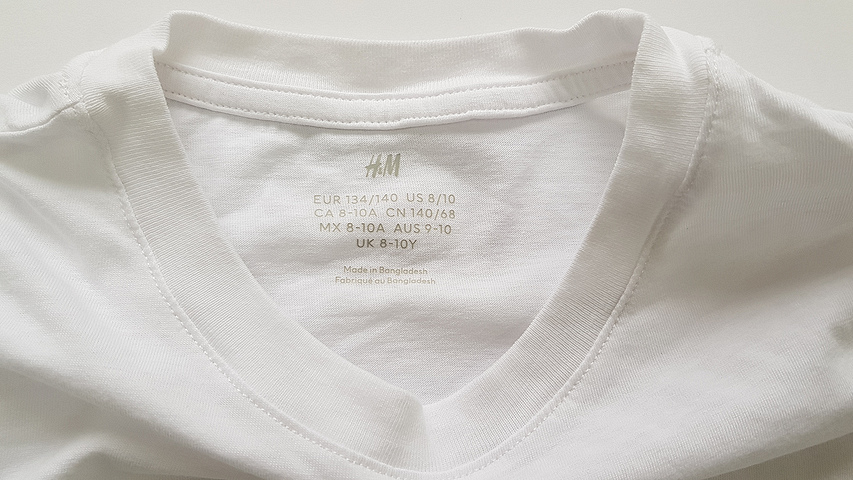 H&M
EUR 134/140 US 8/10
CA 8-10A CN 140/68
MX 8-10A AUS 9-10
UK 8-10Y
Made in Bangladesh
Fabriqué au Bangladesh